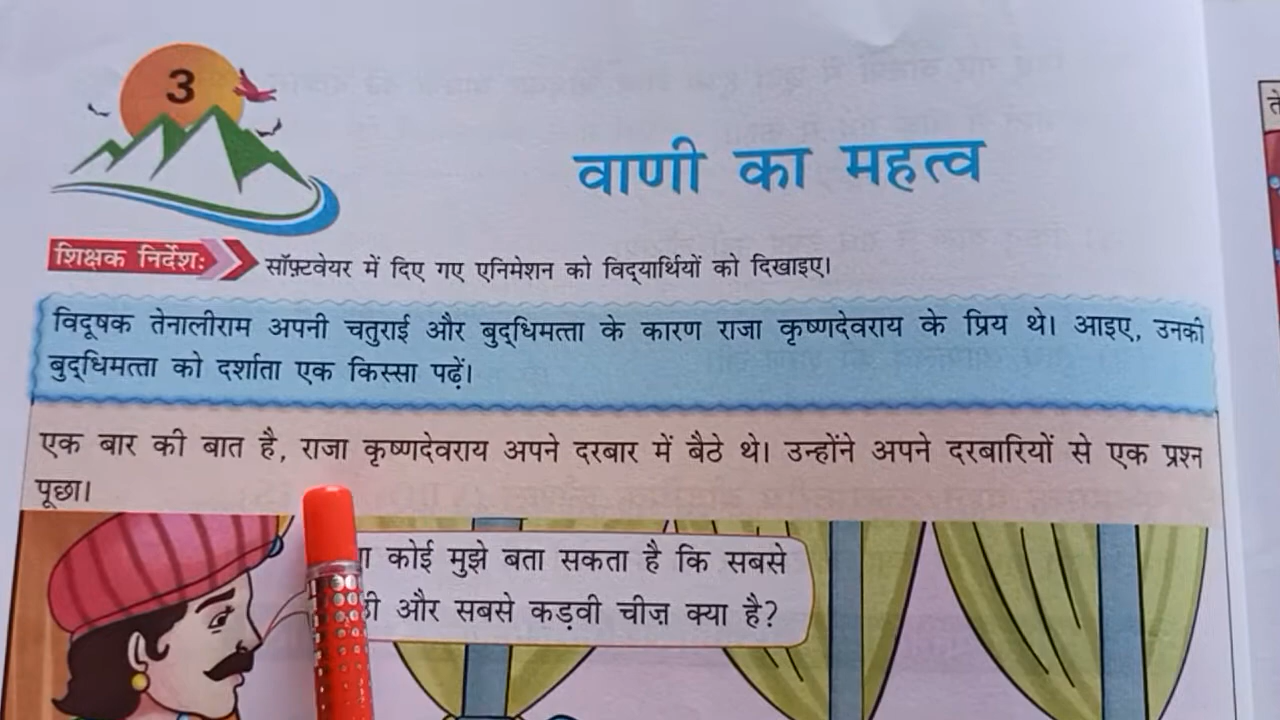 3
वाणी का महत्व
शिक्षक निर्देश: सॉफ़्टवेयर में दिए गए एनिमेशन को विद्‌यार्थियों को दिखाइए।
विदूषक तेनालीराम अपनी चतुराई और बुद्‌धिमत्ता के कारण राजा कृष्णदेवराय के प्रिय थे। आइए, उनकी
बुद्‌धिमत्ता को दर्शाता एक किस्सा पढ़ें।
एक बार की बात है, राजा कृष्णदेवराय अपने दरबार में बैठे थे। उन्होंने अपने दरबारियों से एक प्रश्न
पूछा।
कोई मुझे बता सकता है कि सबसे
और सबसे कड़वी चीज़ क्या है?